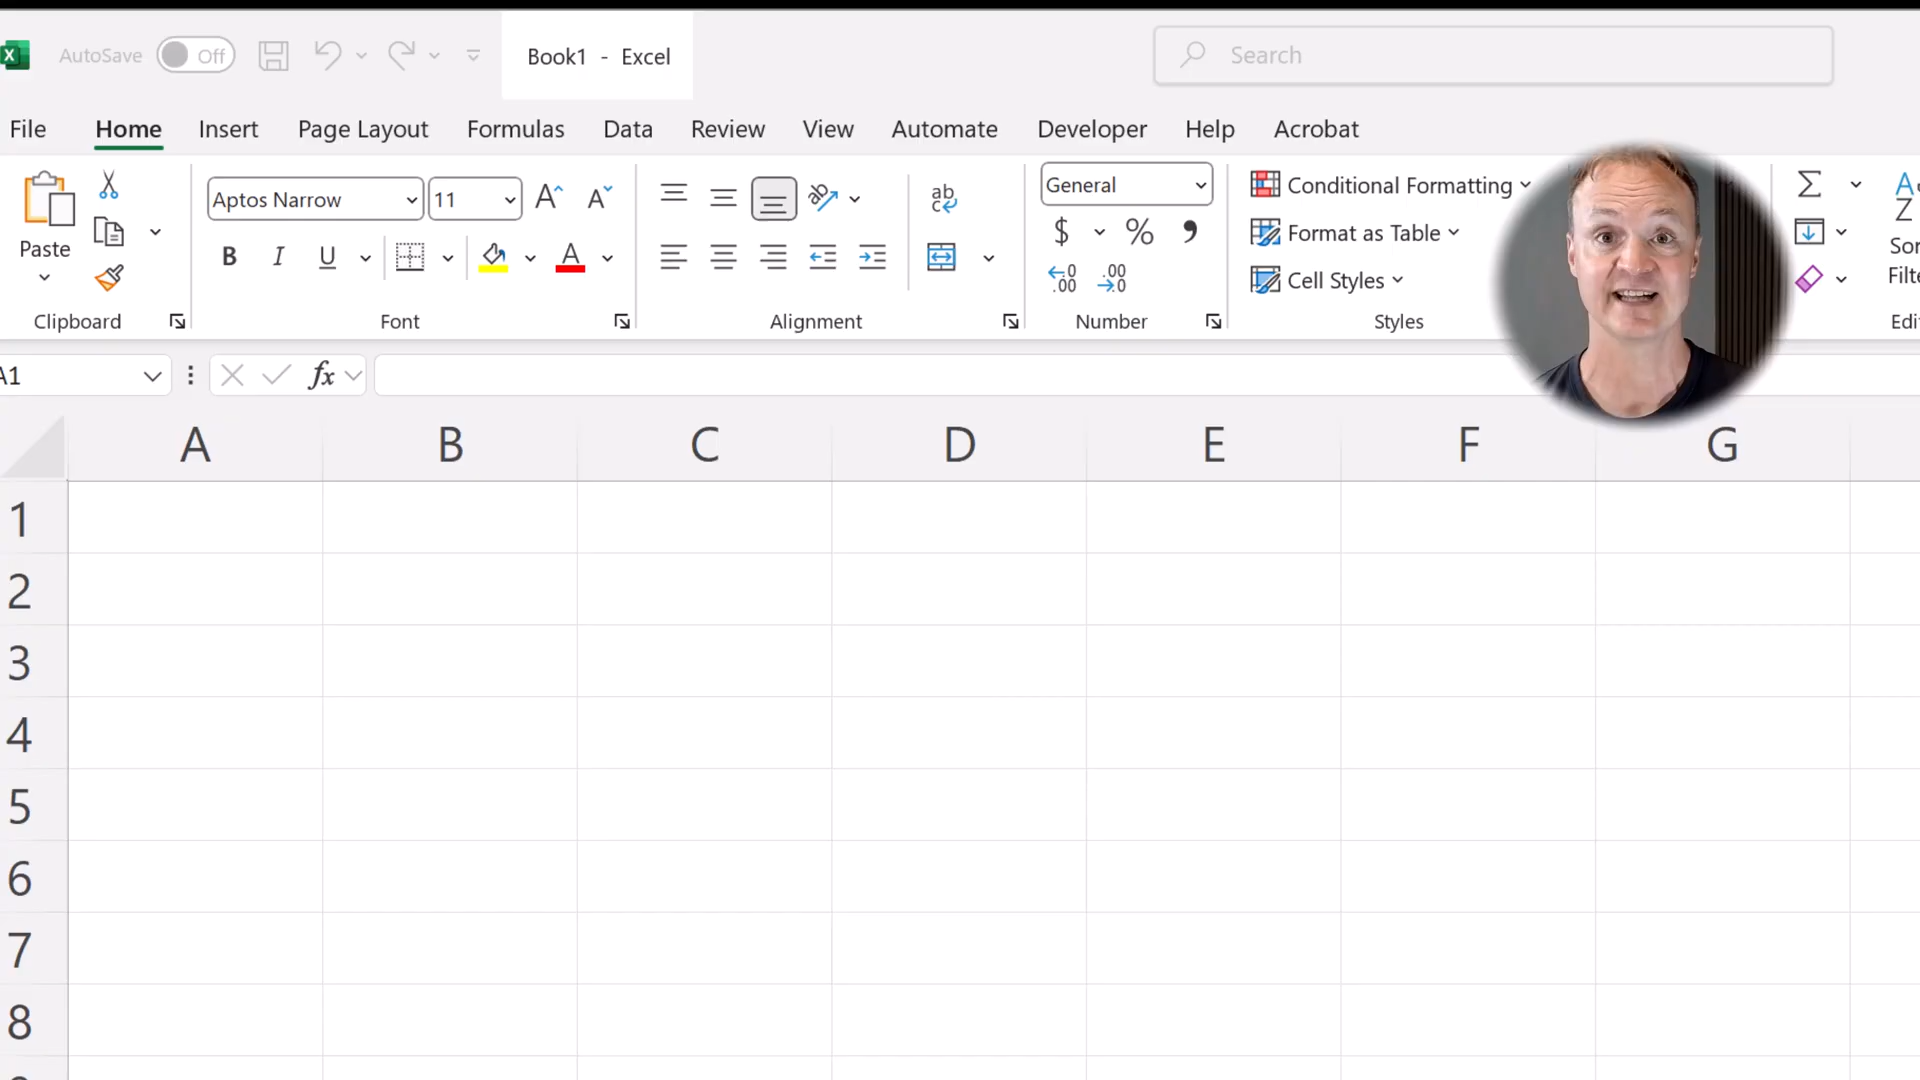 AutoSave Off Book1 - Excel Search
File Home Insert Page Layout Formulas Data Review View Automate Developer Help Acrobat
Aptos Narrow 11 General Conditional Formatting
Paste B I U $ % Format as Table
Cell Styles
Clipboard Font Alignment Number Styles
A1 fx
A B C D E F G
1
2
3
4
5
6
7
8